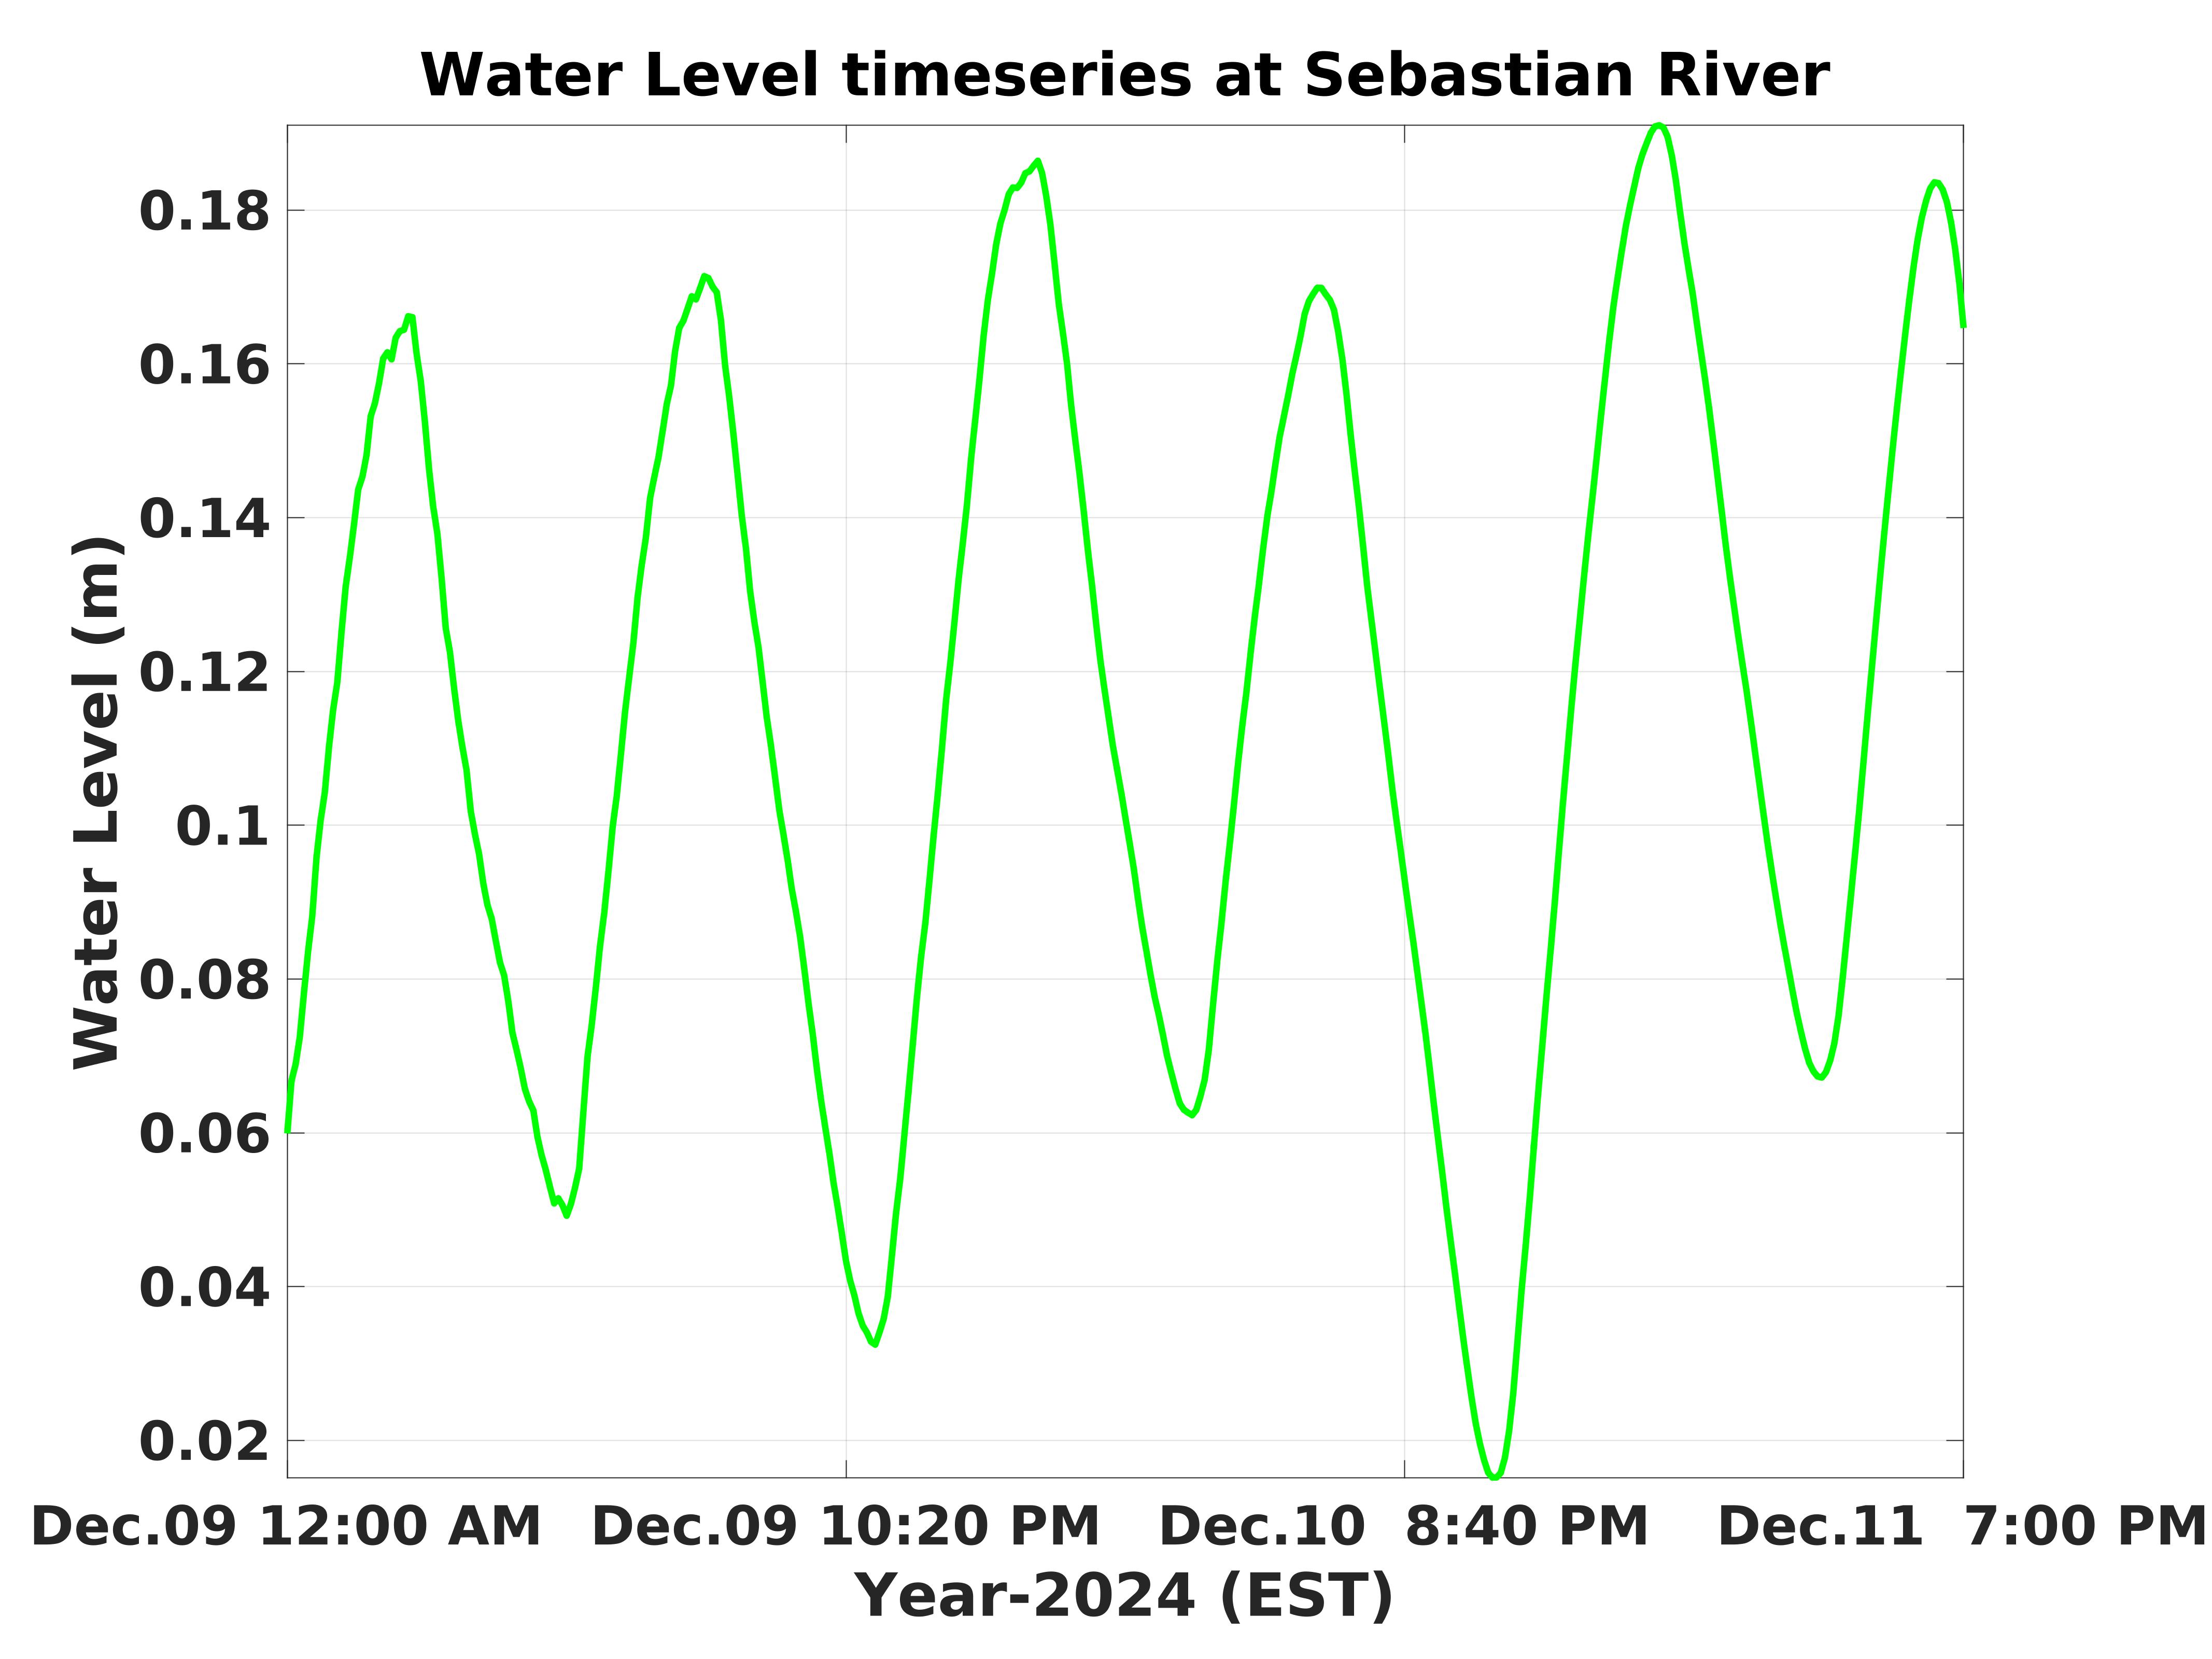 Water Level timeseries at Sebastian River
0.18
0.16
0.14
0.12
0.1
0.08
0.06
0.04
0.02
Water Level (m)
Dec.09 12:00 AM Dec.09 10:20 PM Dec.10 8:40 PM Dec.11 7:00 PM
Year-2024 (EST)